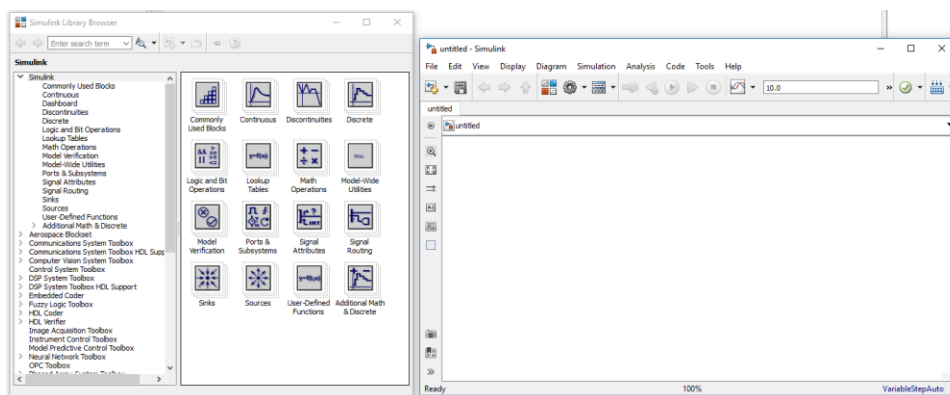 Simulink Library Browser
Enter search term
Simulink
Simulink
Commonly Used Blocks
Continuous
Dashboard
Discontinuities
Discrete
Logic and Bit Operations
Lookup Tables
Math Operations
Model Verification
Model-Wide Utilities
Ports & Subsystems
Signal Attributes
Signal Routing
Sinks
Sources
User-Defined Functions
Additional Math & Discrete
Aerospace Blockset
Communications System Toolbox
Communications System Toolbox HDL Supp
Computer Vision System Toolbox
Control System Toolbox
DSP System Toolbox
DSP System Toolbox HDL Support
Embedded Coder
Fuzzy Logic Toolbox
HDL Coder
HDL Verifier
Image Acquisition Toolbox
Instrument Control Toolbox
Model Predictive Control Toolbox
Neural Network Toolbox
OPC Toolbox
Commonly
Used Blocks
Continuous
Discontinuities
Discrete
Logic and Bit
Operations
y=f(u)
Lookup
Tables
Math
Operations
Misc
Model-Wide
Utilities
Model
Verification
Ports &
Subsystems
Signal
Attributes
Signal
Routing
Sinks
Sources
y=f(u)
User-Defined
Functions
Additional Math
& Discrete
untitled - Simulink
File Edit View Display Diagram Simulation Analysis Code Tools Help
10.0
untitled
untitled
Ready
100%
VariableStepAuto